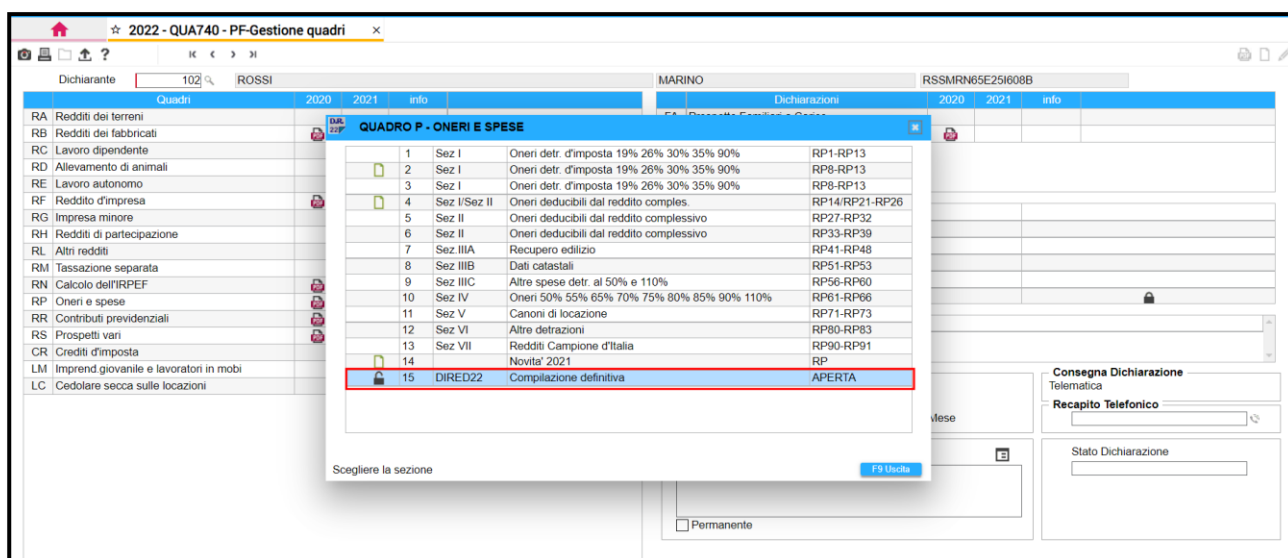 2022 - QUA740 - PF-Gestione quadri ×
?
Dichiarante 102 ROSSI MARINO RSSMRN65E25I608B
Quadri 2020 2021 info
Dichiarazioni 2020 2021 info
RA Redditi dei terreni
RB Redditi dei fabbricati
RC Lavoro dipendente
RD Allevamento di animali
RE Lavoro autonomo
RF Reddito d'impresa
RG Impresa minore
RH Redditi di partecipazione
RL Altri redditi
RM Tassazione separata
RN Calcolo dell'IRPEF
RP Oneri e spese
RR Contributi previdenziali
RS Prospetti vari
CR Crediti d'imposta
LM Imprend.giovanile e lavoratori in mobi
LC Cedolare secca sulle locazioni
QUADRO P - ONERI E SPESE
1 Sez I Oneri detr. d'imposta 19% 26% 30% 35% 90% RP1-RP13
2 Sez I Oneri detr. d'imposta 19% 26% 30% 35% 90% RP8-RP13
3 Sez I Oneri detr. d'imposta 19% 26% 30% 35% 90% RP8-RP13
4 Sez I/Sez II Oneri deducibili dal reddito comples. RP14/RP21-RP26
5 Sez II Oneri deducibili dal reddito complessivo RP27-RP32
6 Sez II Oneri deducibili dal reddito complessivo RP33-RP39
7 Sez.IIIA Recupero edilizio RP41-RP48
8 Sez IIIB Dati catastali RP51-RP53
9 Sez IIIC Altre spese detr. al 50% e 110% RP56-RP60
10 Sez IV Oneri 50% 55% 65% 70% 75% 80% 85% 90% 110% RP61-RP66
11 Sez V Canoni di locazione RP71-RP73
12 Sez VI Altre detrazioni RP80-RP83
13 Sez VII Redditi Campione d'Italia RP90-RP91
14 Novita' 2021 RP
15 DIRED22 Compilazione definitiva APERTA
Scegliere la sezione F9 Uscita
Mese
Consegna Dichiarazione
Telematica
Recapito Telefonico
Stato Dichiarazione
Permanente